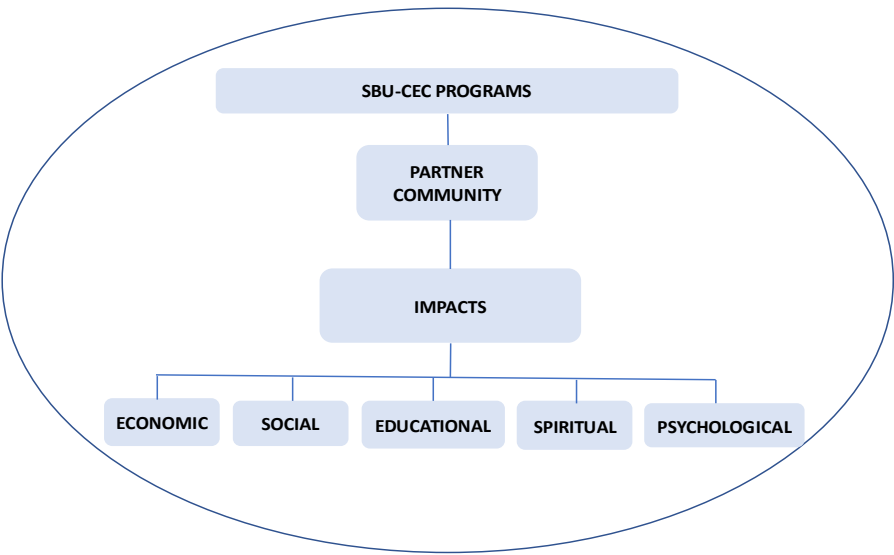 SBU-CEC PROGRAMS
PARTNER
COMMUNITY
IMPACTS
ECONOMIC
SOCIAL
EDUCATIONAL
SPIRITUAL
PSYCHOLOGICAL